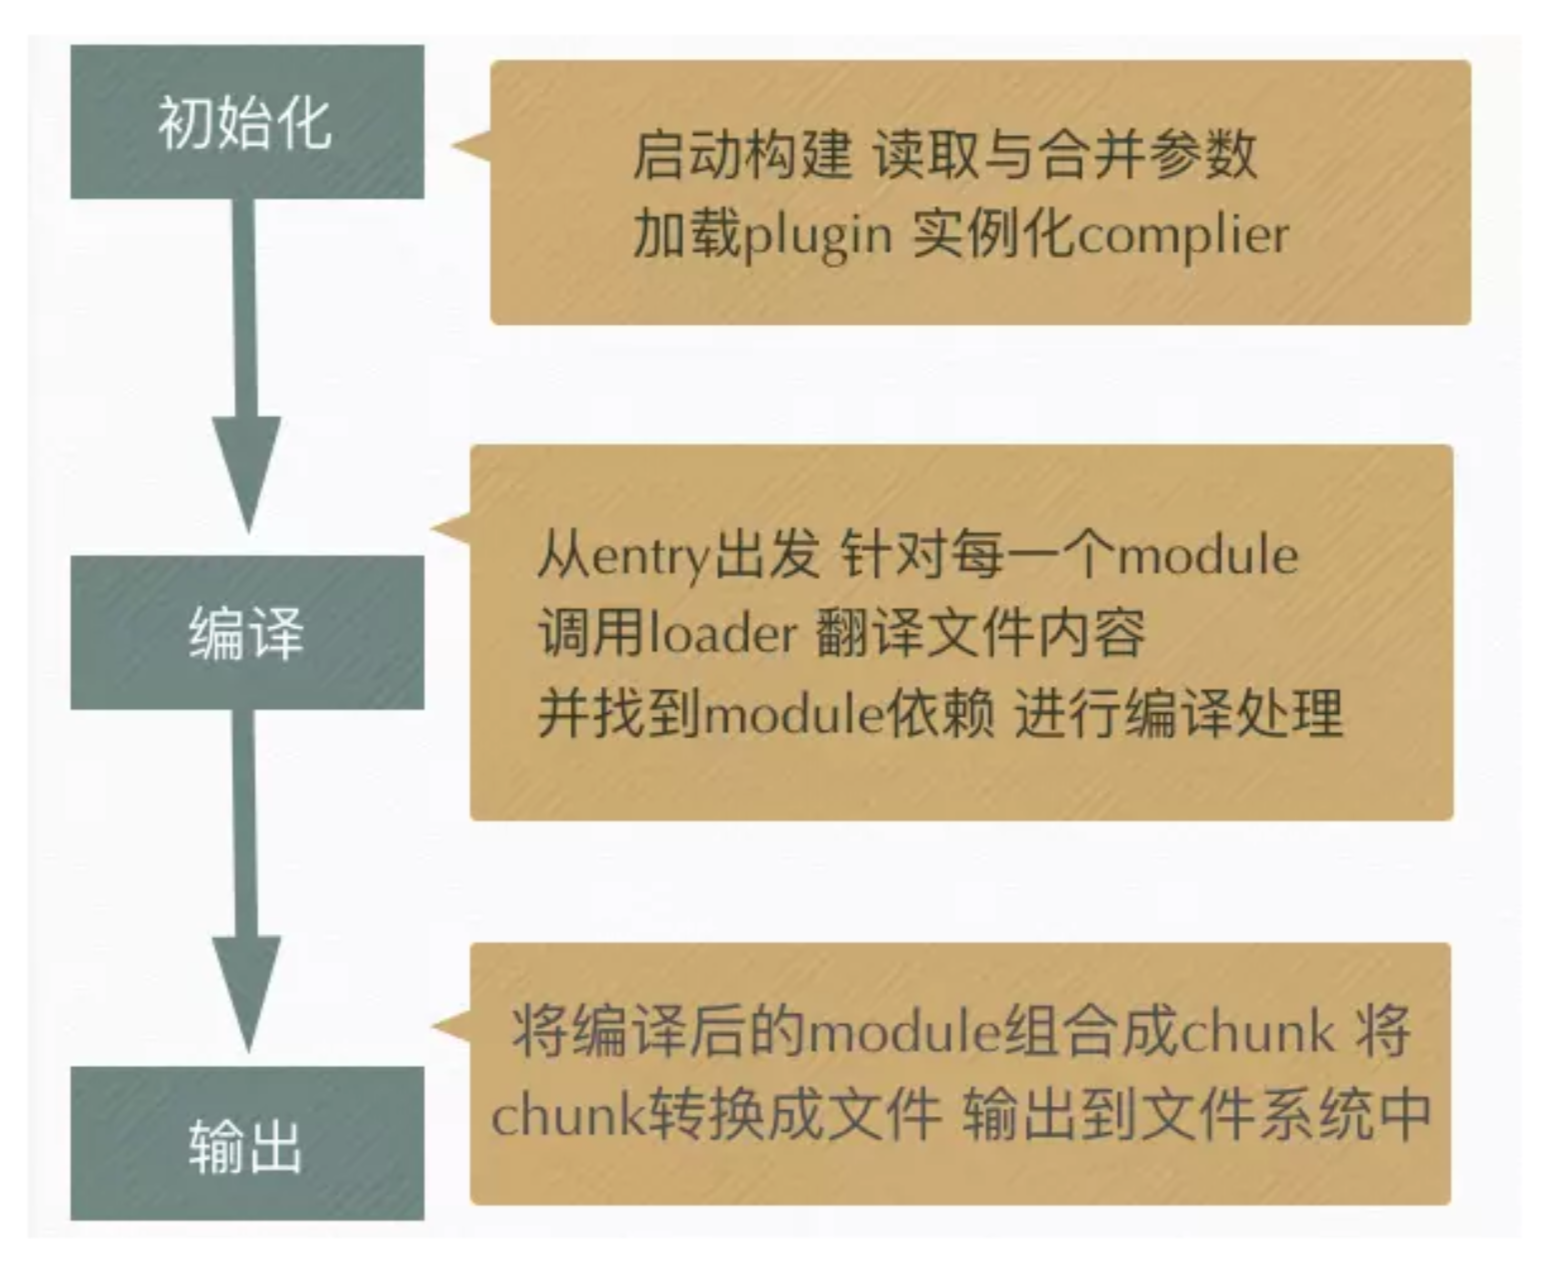 初始化
启动构建 读取与合并参数
加载plugin 实例化complier
编译
从entry出发 针对每一个module
调用loader 翻译文件内容
并找到module依赖 进行编译处理
输出
将编译后的module组合成chunk 将
chunk转换成文件 输出到文件系统中